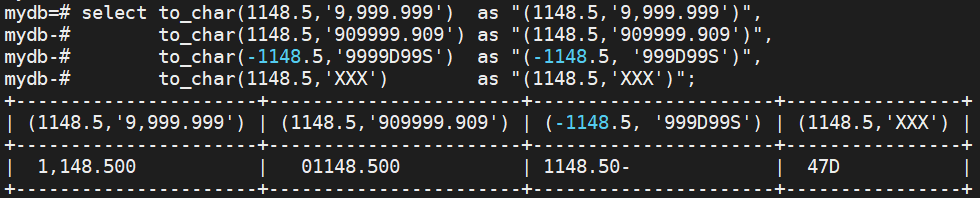 mydb=# select to_char(1148.5,'9,999.999')  as "(1148.5,'9,999.999')",
mydb-#        to_char(1148.5,'909999.909') as "(1148.5,'909999.909')",
mydb-#        to_char(-1148.5,'9999D99S')  as "(-1148.5, '999D99S')",
mydb-#        to_char(1148.5,'XXX')        as "(1148.5,'XXX')";
+----------------------+-----------------------+----------------------+----------------+
| (1148.5,'9,999.999') | (1148.5,'909999.909') | (-1148.5, '999D99S') | (1148.5,'XXX') |
+----------------------+-----------------------+----------------------+----------------+
|  1,148.500           |   01148.500           | 1148.50-             |  47D           |
+----------------------+-----------------------+----------------------+----------------+